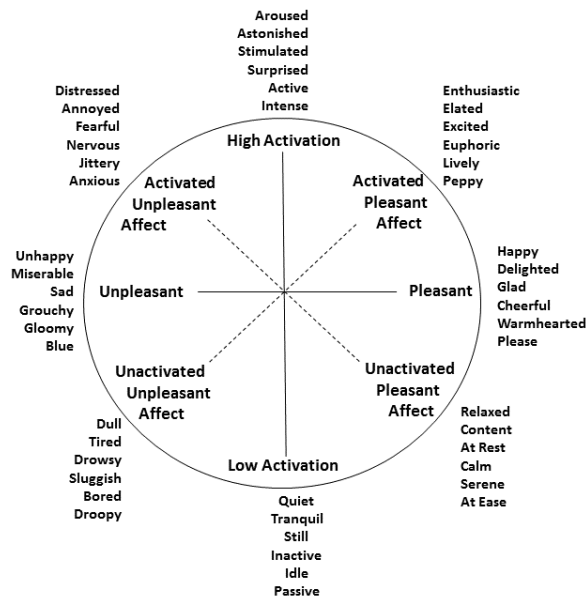 Aroused
Astonished
Stimulated
Surprised
Active
Intense
Distressed
Annoyed
Fearful
Nervous
Jittery
Anxious
Enthusiastic
Elated
Excited
Euphoric
Lively
Peppy
High Activation
Activated
Unpleasant
Affect
Activated
Pleasant
Affect
Unhappy
Miserable
Sad
Grouchy
Gloomy
Blue
Unpleasant
Pleasant
Happy
Delighted
Glad
Cheerful
Warmhearted
Please
Unactivated
Unpleasant
Affect
Unactivated
Pleasant
Affect
Dull
Tired
Drowsy
Sluggish
Bored
Droopy
Low Activation
Relaxed
Content
At Rest
Calm
Serene
At Ease
Quiet
Tranquil
Still
Inactive
Idle
Passive